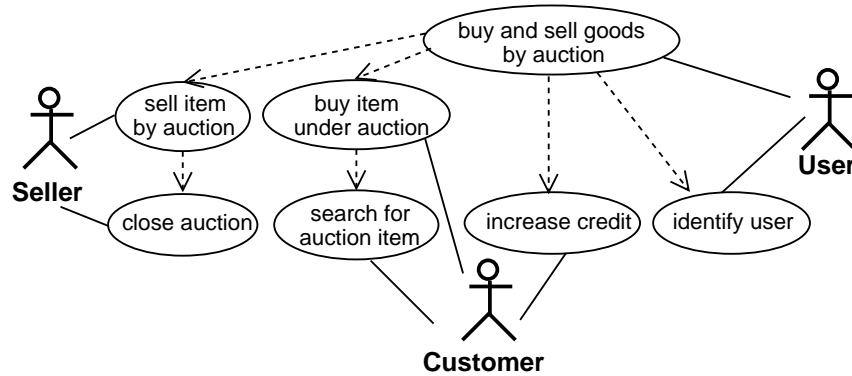 buy and sell goods
by auction
sell item
by auction
buy item
under auction
Seller
User
close auction
search for
auction item
increase credit
identify user
Customer